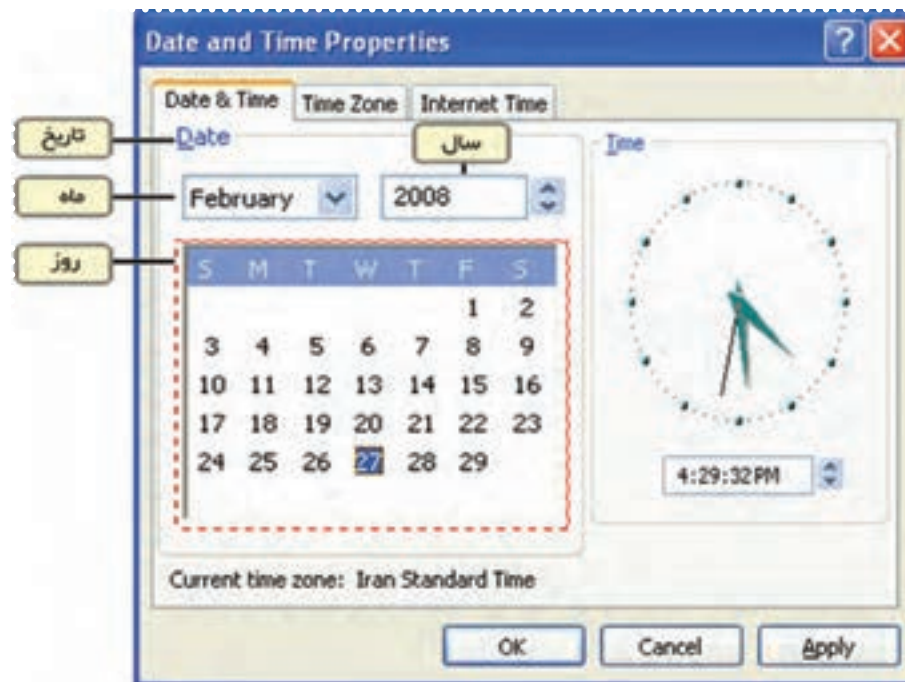 Date and Time Properties
Date & Time Time Zone Internet Time
تاریخ
Date
سال
Time
ماه
February
2008
روز
S M T W T F S
1 2
3 4 5 6 7 8 9
10 11 12 13 14 15 16
17 18 19 20 21 22 23
24 25 26 27 28 29
4:29:32 PM
Current time zone: Iran Standard Time
OK Cancel Apply